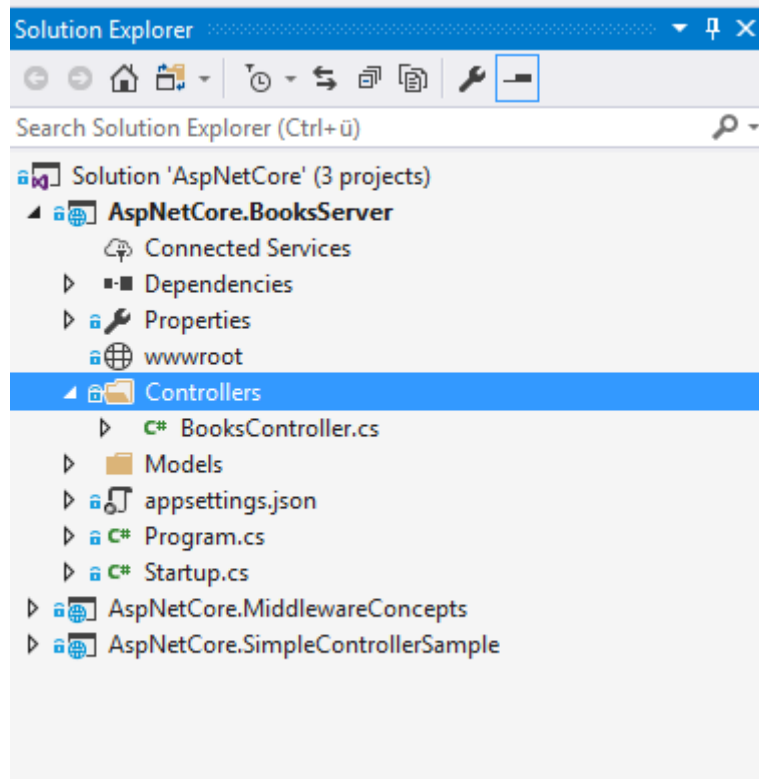 Solution Explorer
Search Solution Explorer (Ctrl+ü)
Solution 'AspNetCore' (3 projects)
AspNetCore.BooksServer
Connected Services
Dependencies
Properties
wwwroot
Controllers
C# BooksController.cs
Models
appsettings.json
C# Program.cs
C# Startup.cs
AspNetCore.MiddlewareConcepts
AspNetCore.SimpleControllerSample